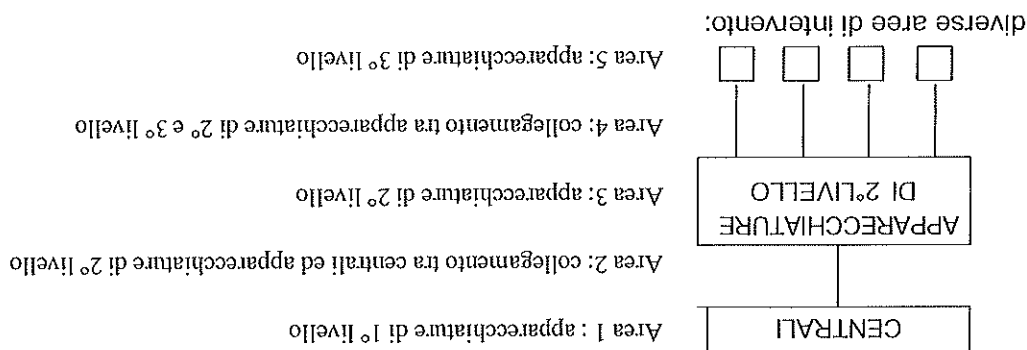 CENTRALI
Area 1 : apparecchiature di 1° livello
Area 2: collegamento tra centrali ed apparecchiature di 2° livello
APPARECCHIATURE
DI 2°LIVELLO
Area 3: apparecchiature di 2° livello
Area 4: collegamento tra apparecchiature di 2° e 3° livello
Area 5: apparecchiature di 3° livello
diverse aree di intervento: